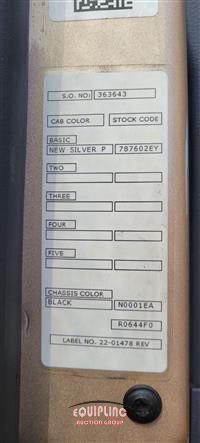 S.O. NO: 363643
CAB COLOR STOCK CODE
BASIC
NEW SILVER P 787602EY
TWO
THREE
FOUR
FIVE
CHASSIS COLOR
BLACK N0001EA
R0644F0
LABEL NO. 22-01478 REV
EQUIPLINC
AUCTION GROUP